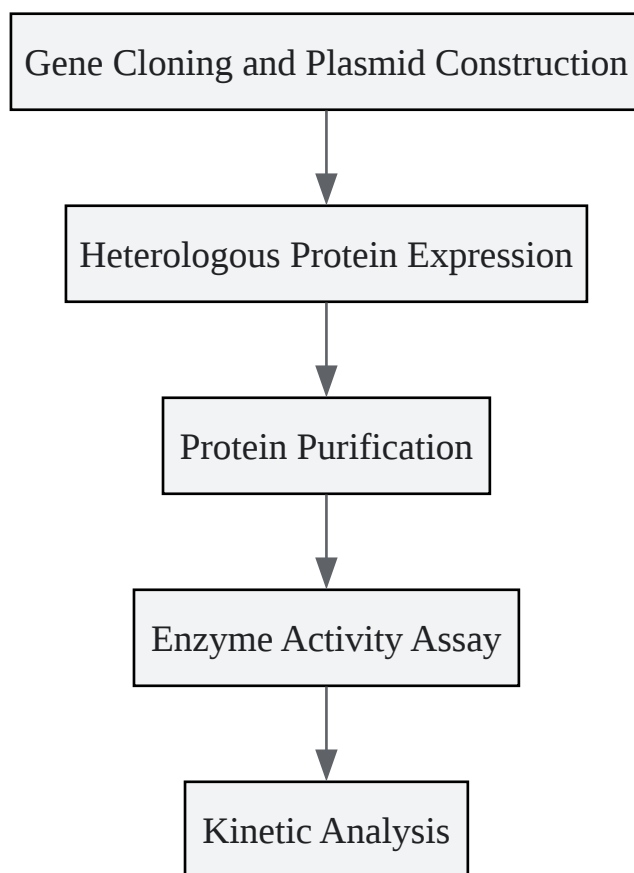 Gene Cloning and Plasmid Construction
Heterologous Protein Expression
Protein Purification
Enzyme Activity Assay
Kinetic Analysis